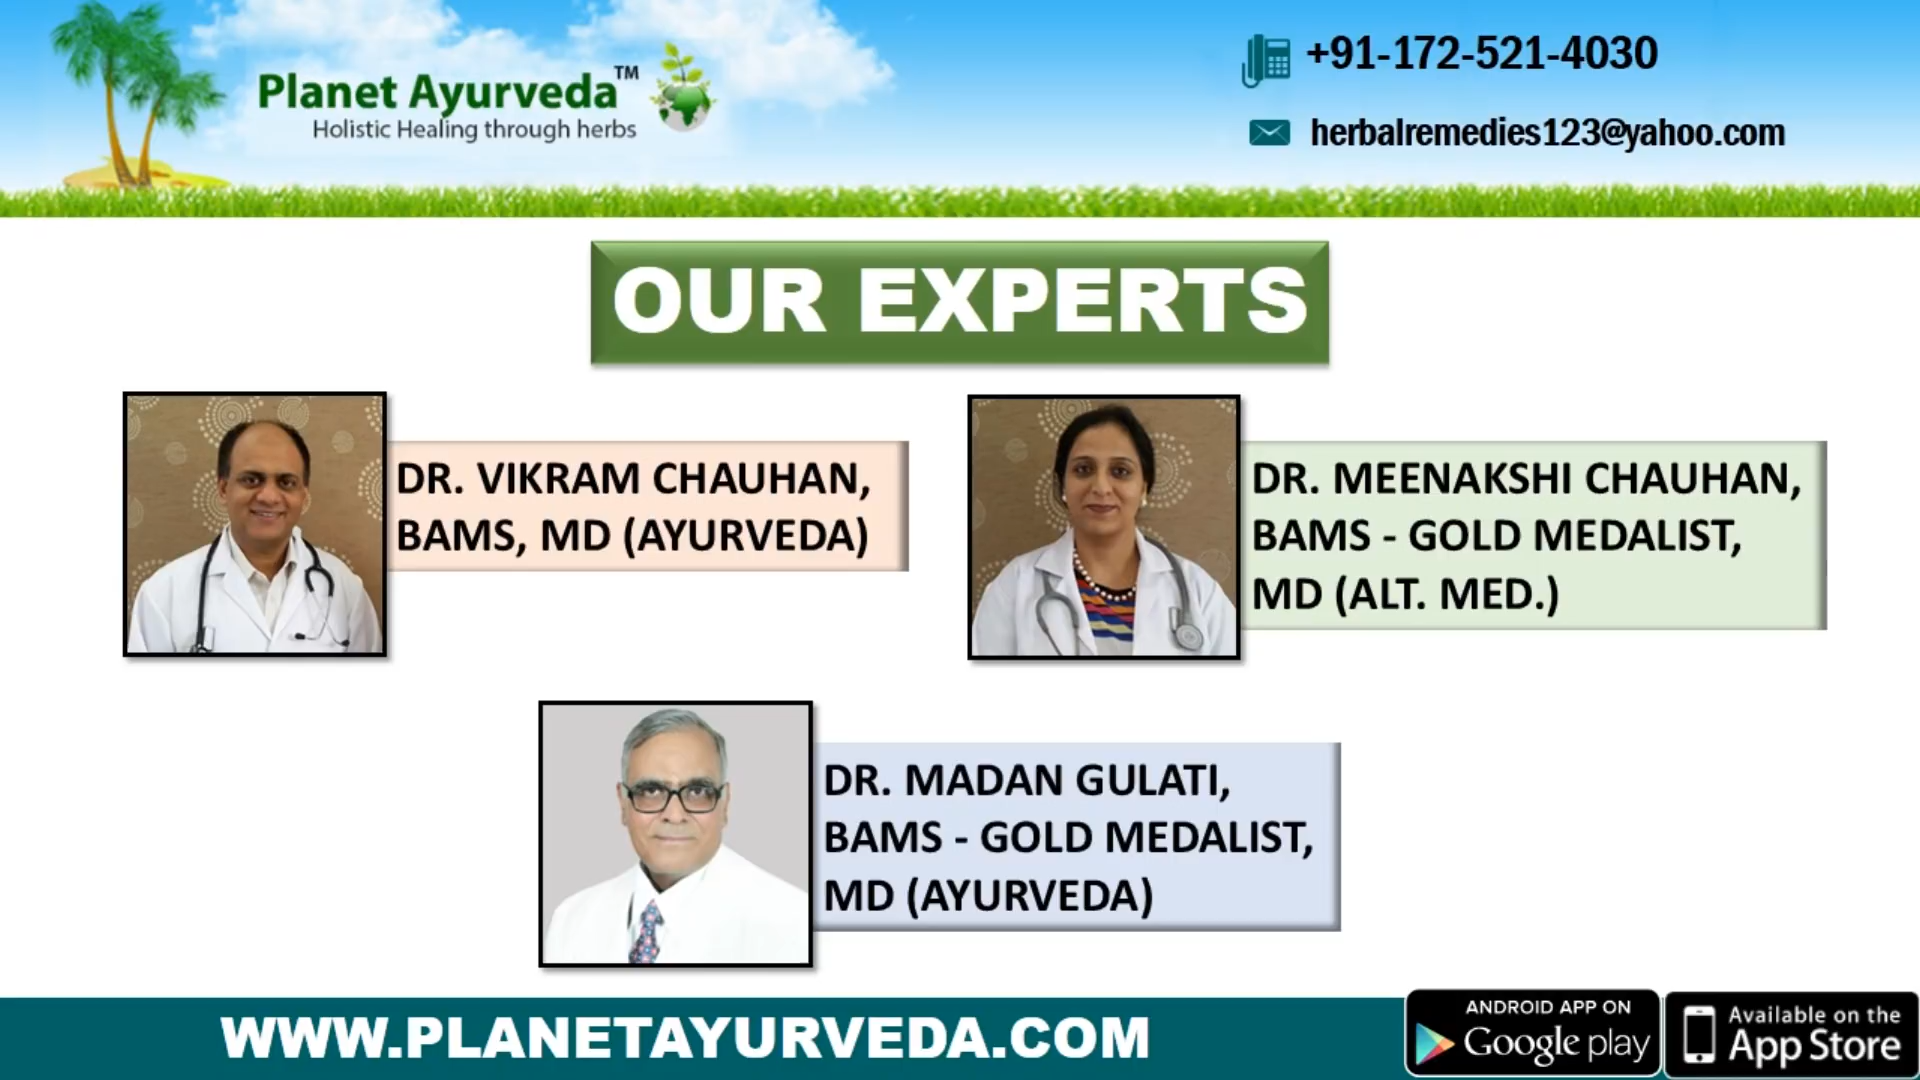 Planet Ayurveda™
Holistic Healing through herbs
+91-172-521-4030
herbalremedies123@yahoo.com
OUR EXPERTS
DR. VIKRAM CHAUHAN,
BAMS, MD (AYURVEDA)
DR. MEENAKSHI CHAUHAN,
BAMS - GOLD MEDALIST,
MD (ALT. MED.)
DR. MADAN GULATI,
BAMS - GOLD MEDALIST,
MD (AYURVEDA)
WWW.PLANETAYURVEDA.COM
ANDROID APP ON
Google play
Available on the
App Store